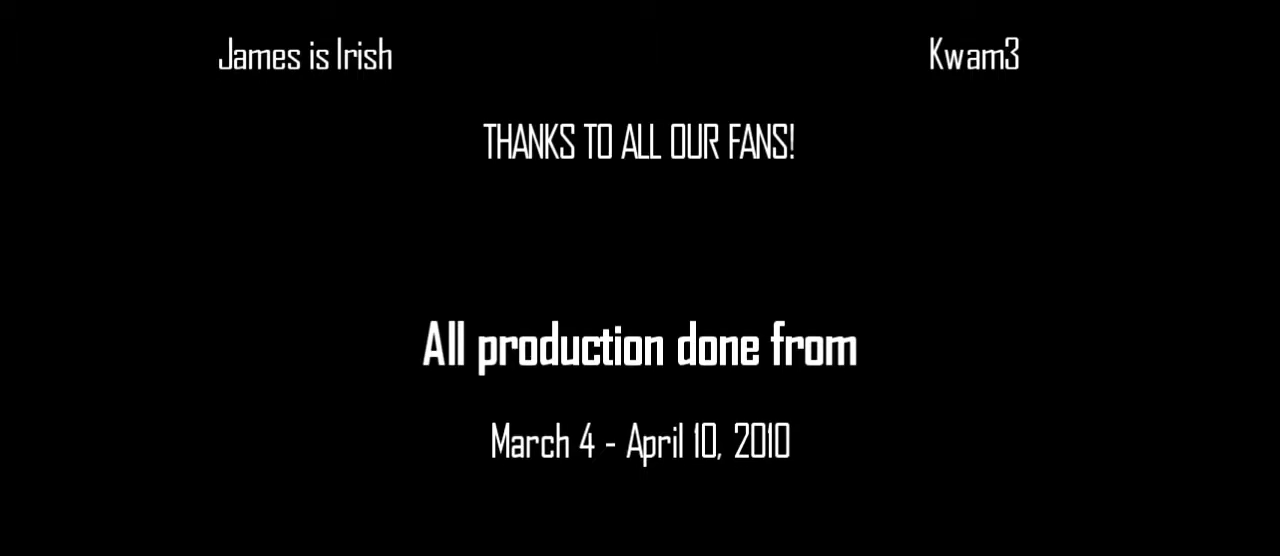 James is Irish Kwam3
THANKS TO ALL OUR FANS!
All production done from
March 4 - April 10, 2010